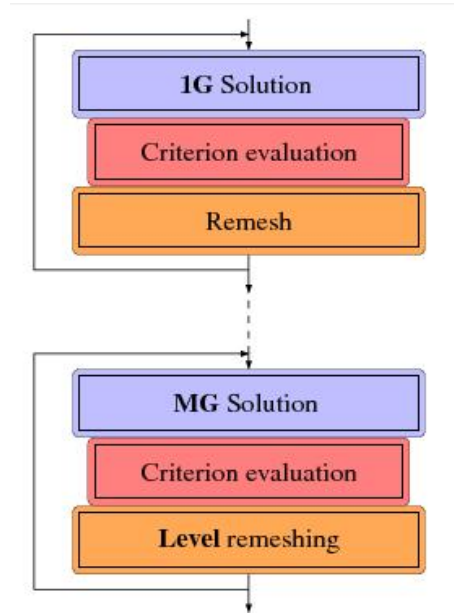 1G Solution
Criterion evaluation
Remesh
MG Solution
Criterion evaluation
Level remeshing